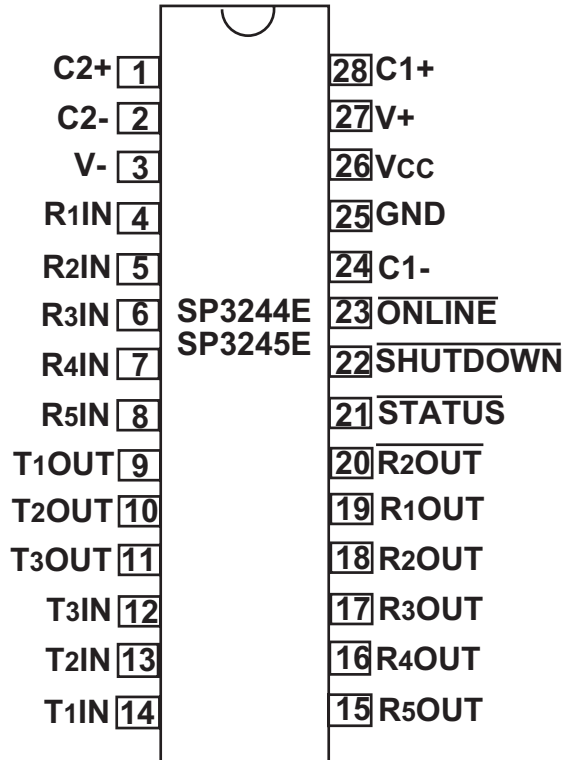 C2+ 1
C2- 2
V- 3
R1IN 4
R2IN 5
R3IN 6
R4IN 7
R5IN 8
T1OUT 9
T2OUT 10
T3OUT 11
T3IN 12
T2IN 13
T1IN 14
SP3244E
SP3245E
28 C1+
27 V+
26 VCC
25 GND
24 C1-
23 ONLINE
22 SHUTDOWN
21 STATUS
20 R2OUT
19 R1OUT
18 R2OUT
17 R3OUT
16 R4OUT
15 R5OUT